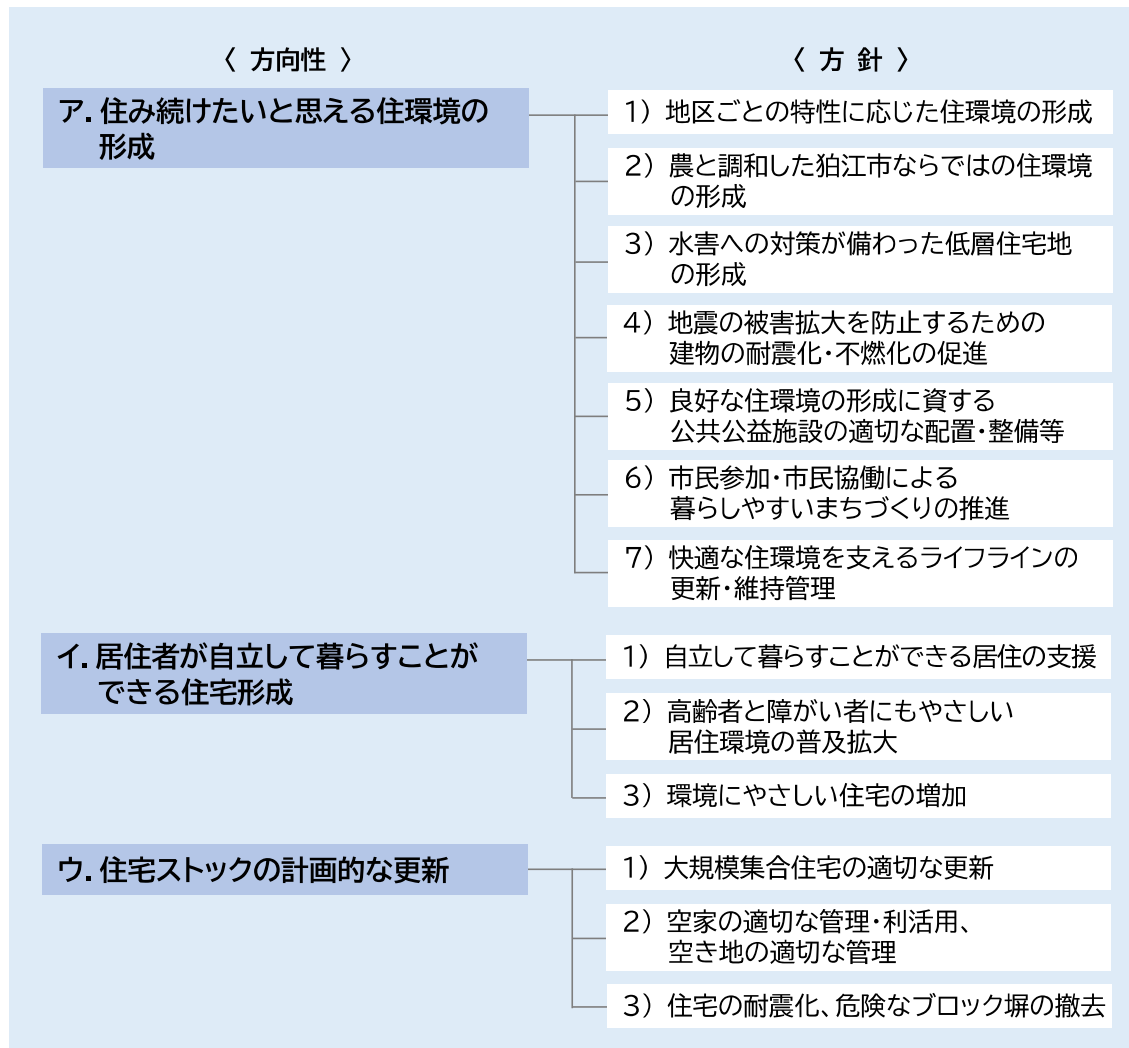 〈 方向性 〉
〈 方 針 〉
ア. 住み続けたいと思える住環境の
形成
1）地区ごとの特性に応じた住環境の形成
2）農と調和した狛江市ならではの住環境
の形成
3）水害への対策が備わった低層住宅地
の形成
4）地震の被害拡大を防止するための
建物の耐震化・不燃化の促進
5）良好な住環境の形成に資する
公共公益施設の適切な配置・整備等
6）市民参加・市民協働による
暮らしやすいまちづくりの推進
7）快適な住環境を支えるライフラインの
更新・維持管理
イ. 居住者が自立して暮らすことが
できる住宅形成
1）自立して暮らすことができる居住の支援
2）高齢者と障がい者にもやさしい
居住環境の普及拡大
3）環境にやさしい住宅の増加
ウ. 住宅ストックの計画的な更新
1）大規模集合住宅の適切な更新
2）空家の適切な管理・利活用、
空き地の適切な管理
3）住宅の耐震化、危険なブロック塀の撤去